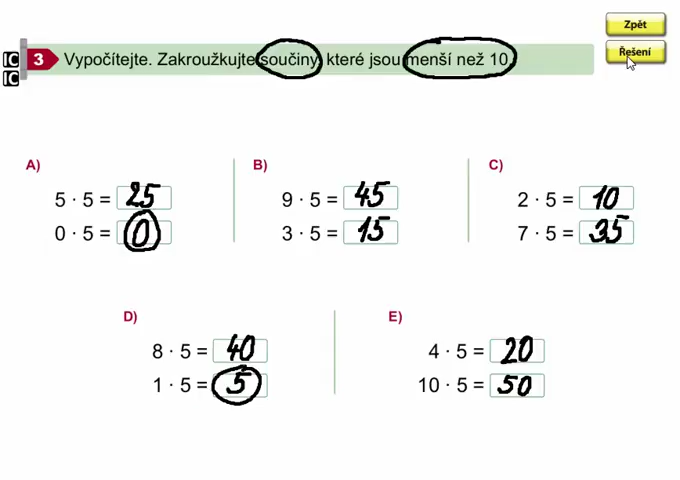 Zpět
3 Vypočítejte. Zakroužkujte součiny, které jsou menší než 10.
Řešení
IC
IC
A)
5 · 5 = 25
0 · 5 = 0
B)
9 · 5 = 45
3 · 5 = 15
C)
2 · 5 = 10
7 · 5 = 35
D)
8 · 5 = 40
1 · 5 = 5
E)
4 · 5 = 20
10 · 5 = 50